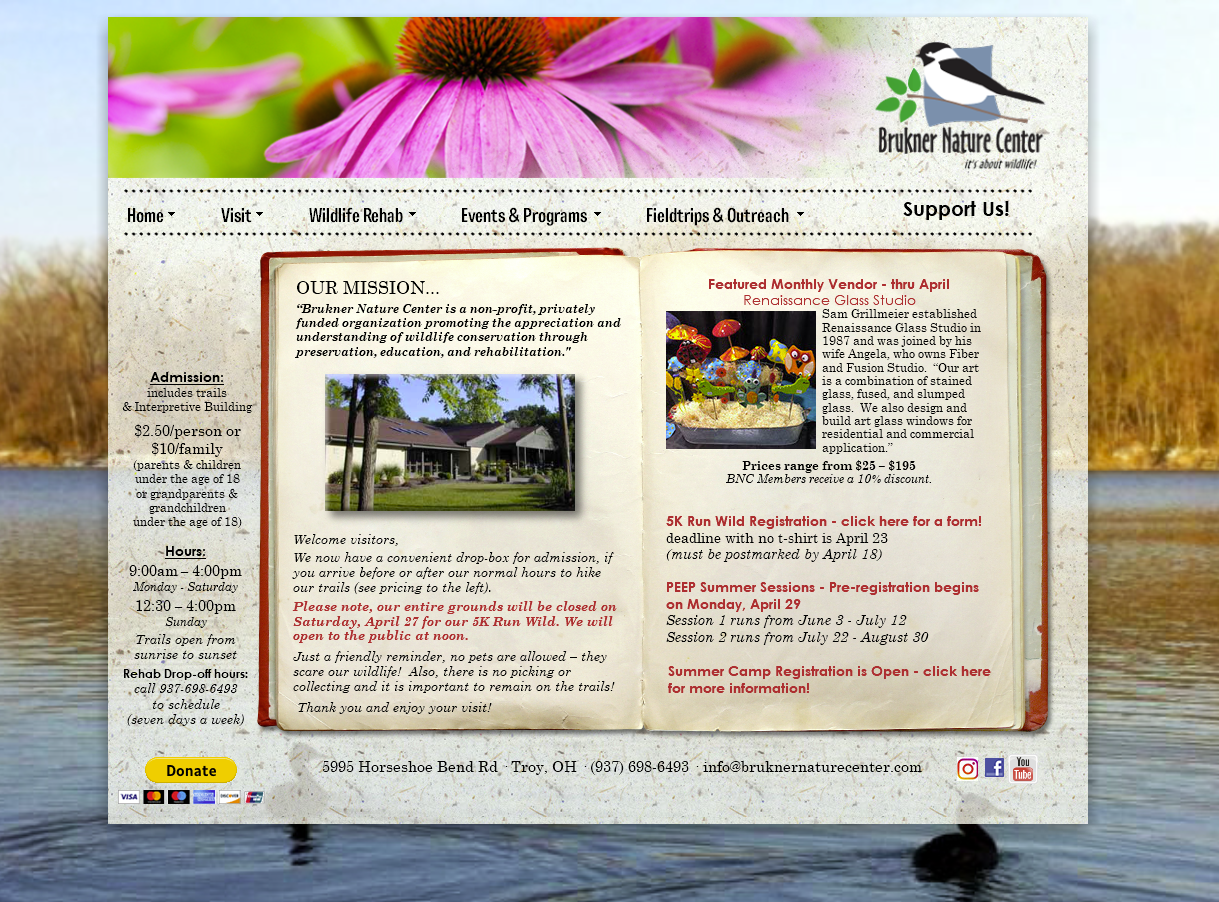 Brukner Nature Center
it's about wildlife!
Home
Visit
Wildlife Rehab
Events & Programs
Fieldtrips & Outreach
Support Us!
Admission:
includes trails
& Interpretive Building
$2.50/person or
$10/family
(parents & children
under the age of 18
or grandparents &
grandchildren
under the age of 18)
Hours:
9:00am – 4:00pm
Monday - Saturday
12:30 – 4:00pm
Sunday
Trails open from
sunrise to sunset
Rehab Drop-off hours:
call 937-698-6493
to schedule
(seven days a week)
OUR MISSION...
“Brukner Nature Center is a non-profit, privately
funded organization promoting the appreciation and
understanding of wildlife conservation through
preservation, education, and rehabilitation."
Welcome visitors,
We now have a convenient drop-box for admission, if
you arrive before or after our normal hours to hike
our trails (see pricing to the left).
Please note, our entire grounds will be closed on
Saturday, April 27 for our 5K Run Wild. We will
open to the public at noon.
Just a friendly reminder, no pets are allowed – they
scare our wildlife!  Also, there is no picking or
collecting and it is important to remain on the trails!
Thank you and enjoy your visit!
Featured Monthly Vendor - thru April
Renaissance Glass Studio
Sam Grillmeier established
Renaissance Glass Studio in
1987 and was joined by his
wife Angela, who owns Fiber
and Fusion Studio.  “Our art
is a combination of stained
glass, fused, and slumped
glass.  We also design and
build art glass windows for
residential and commercial
application.”
Prices range from $25 – $195
BNC Members receive a 10% discount.
5K Run Wild Registration - click here for a form!
deadline with no t-shirt is April 23
(must be postmarked by April 18)
PEEP Summer Sessions - Pre-registration begins
on Monday, April 29
Session 1 runs from June 3 - July 12
Session 2 runs from July 22 - August 30
Summer Camp Registration is Open - click here
for more information!
Donate
VISA
DISCOVER
5995 Horseshoe Bend Rd · Troy, OH · (937) 698-6493 · info@bruknernaturecenter.com
You
Tube